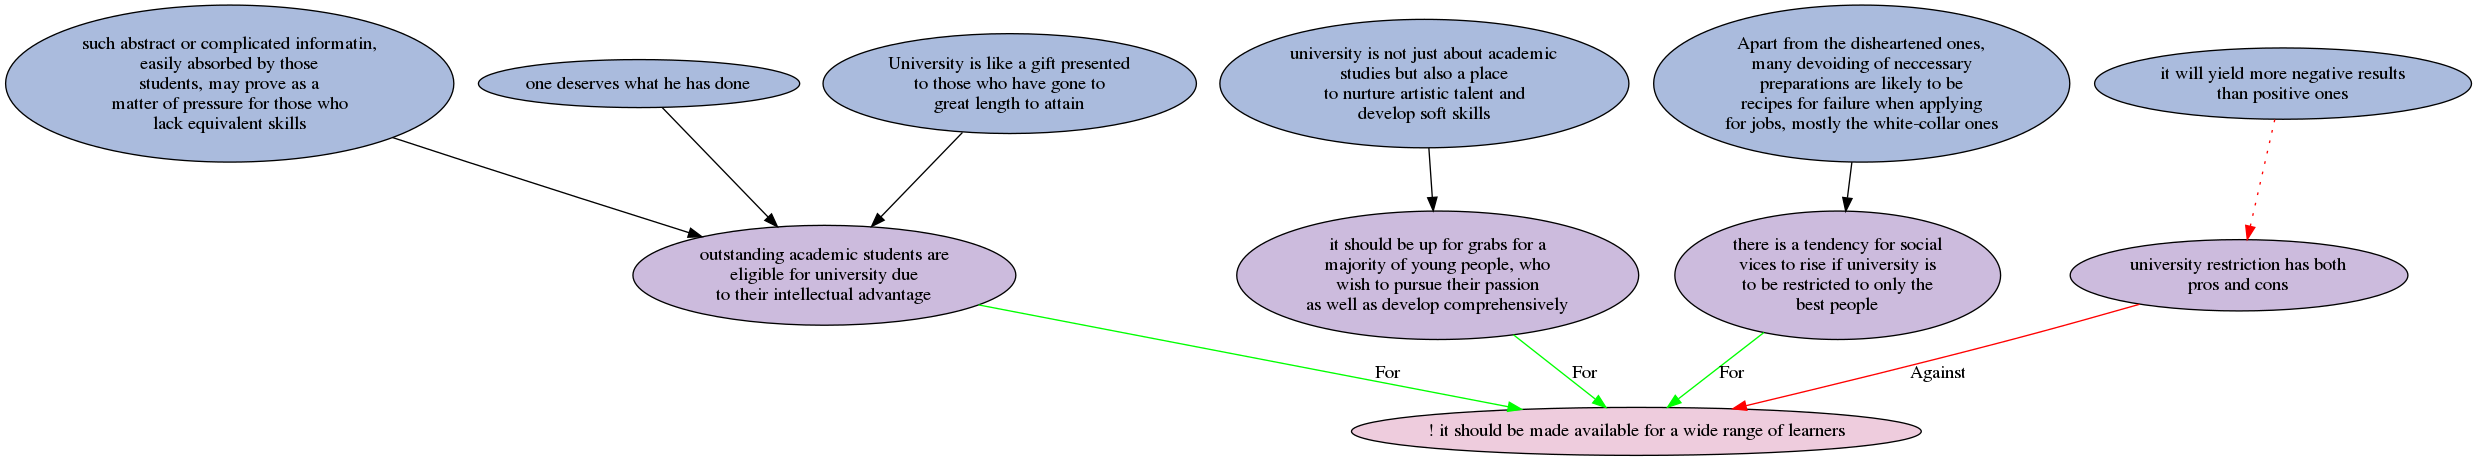 such abstract or complicated informatin,
easily absorbed by those
students, may prove as a
matter of pressure for those who
lack equivalent skills
one deserves what he has done
University is like a gift presented
to those who have gone to
great length to attain
university is not just about academic
studies but also a place
to nurture artistic talent and
develop soft skills
Apart from the disheartened ones,
many devoiding of neccessary
preparations are likely to be
recipes for failure when applying
for jobs, mostly the white-collar ones
it will yield more negative results
than positive ones
outstanding academic students are
eligible for university due
to their intellectual advantage
it should be up for grabs for a
majority of young people, who
wish to pursue their passion
as well as develop comprehensively
there is a tendency for social
vices to rise if university is
to be restricted to only the
best people
university restriction has both
pros and cons
For
For
For
Against
! it should be made available for a wide range of learners